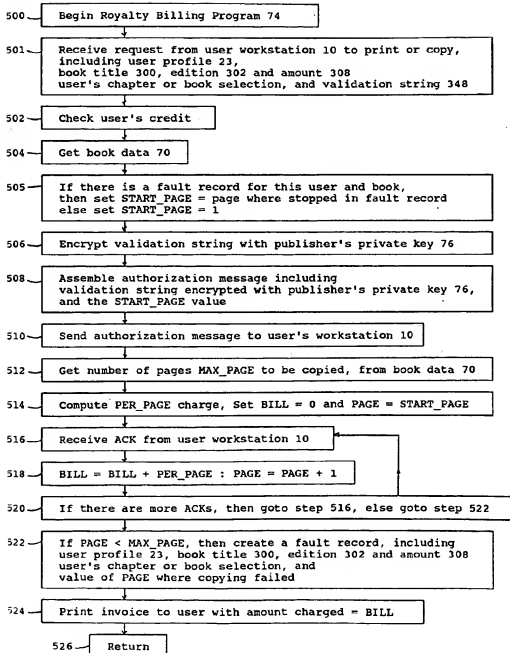 500 Begin Royalty Billing Program 74
501 Receive request from user workstation 10 to print or copy,
including user profile 23,
book title 300, edition 302 and amount 308
user's chapter or book selection, and validation string 348
502 Check user's credit
504 Get book data 70
505 If there is a fault record for this user and book,
then set START_PAGE = page where stopped in fault record
else set START_PAGE = 1
506 Encrypt validation string with publisher's private key 76
508 Assemble authorization message including
validation string encrypted with publisher's private key 76,
and the START_PAGE value
510 Send authorization message to user's workstation 10
512 Get number of pages MAX_PAGE to be copied, from book data 70
514 Compute PER_PAGE charge, Set BILL = 0 and PAGE = START_PAGE
516 Receive ACK from user workstation 10
518 BILL = BILL + PER_PAGE : PAGE = PAGE + 1
520 If there are more ACKs, then goto step 516, else goto step 522
522 If PAGE < MAX_PAGE, then create a fault record, including
user profile 23, book title 300, edition 302 and amount 308
user's chapter or book selection, and
value of PAGE where copying failed
524 Print invoice to user with amount charged = BILL
526 Return